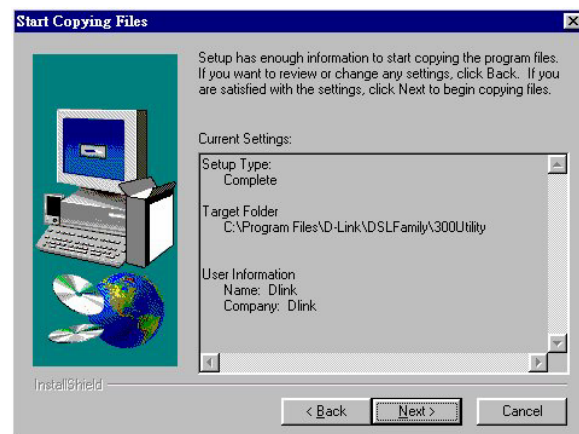 Start Copying Files
Setup has enough information to start copying the program files.
If you want to review or change any settings, click Back.  If you
are satisfied with the settings, click Next to begin copying files.
Current Settings:
Setup Type:
Complete
Target Folder
C:\Program Files\D-Link\DSLFamily\300Utility
User Information
Name:  Dlink
Company:  Dlink
InstallShield
< Back
Next >
Cancel